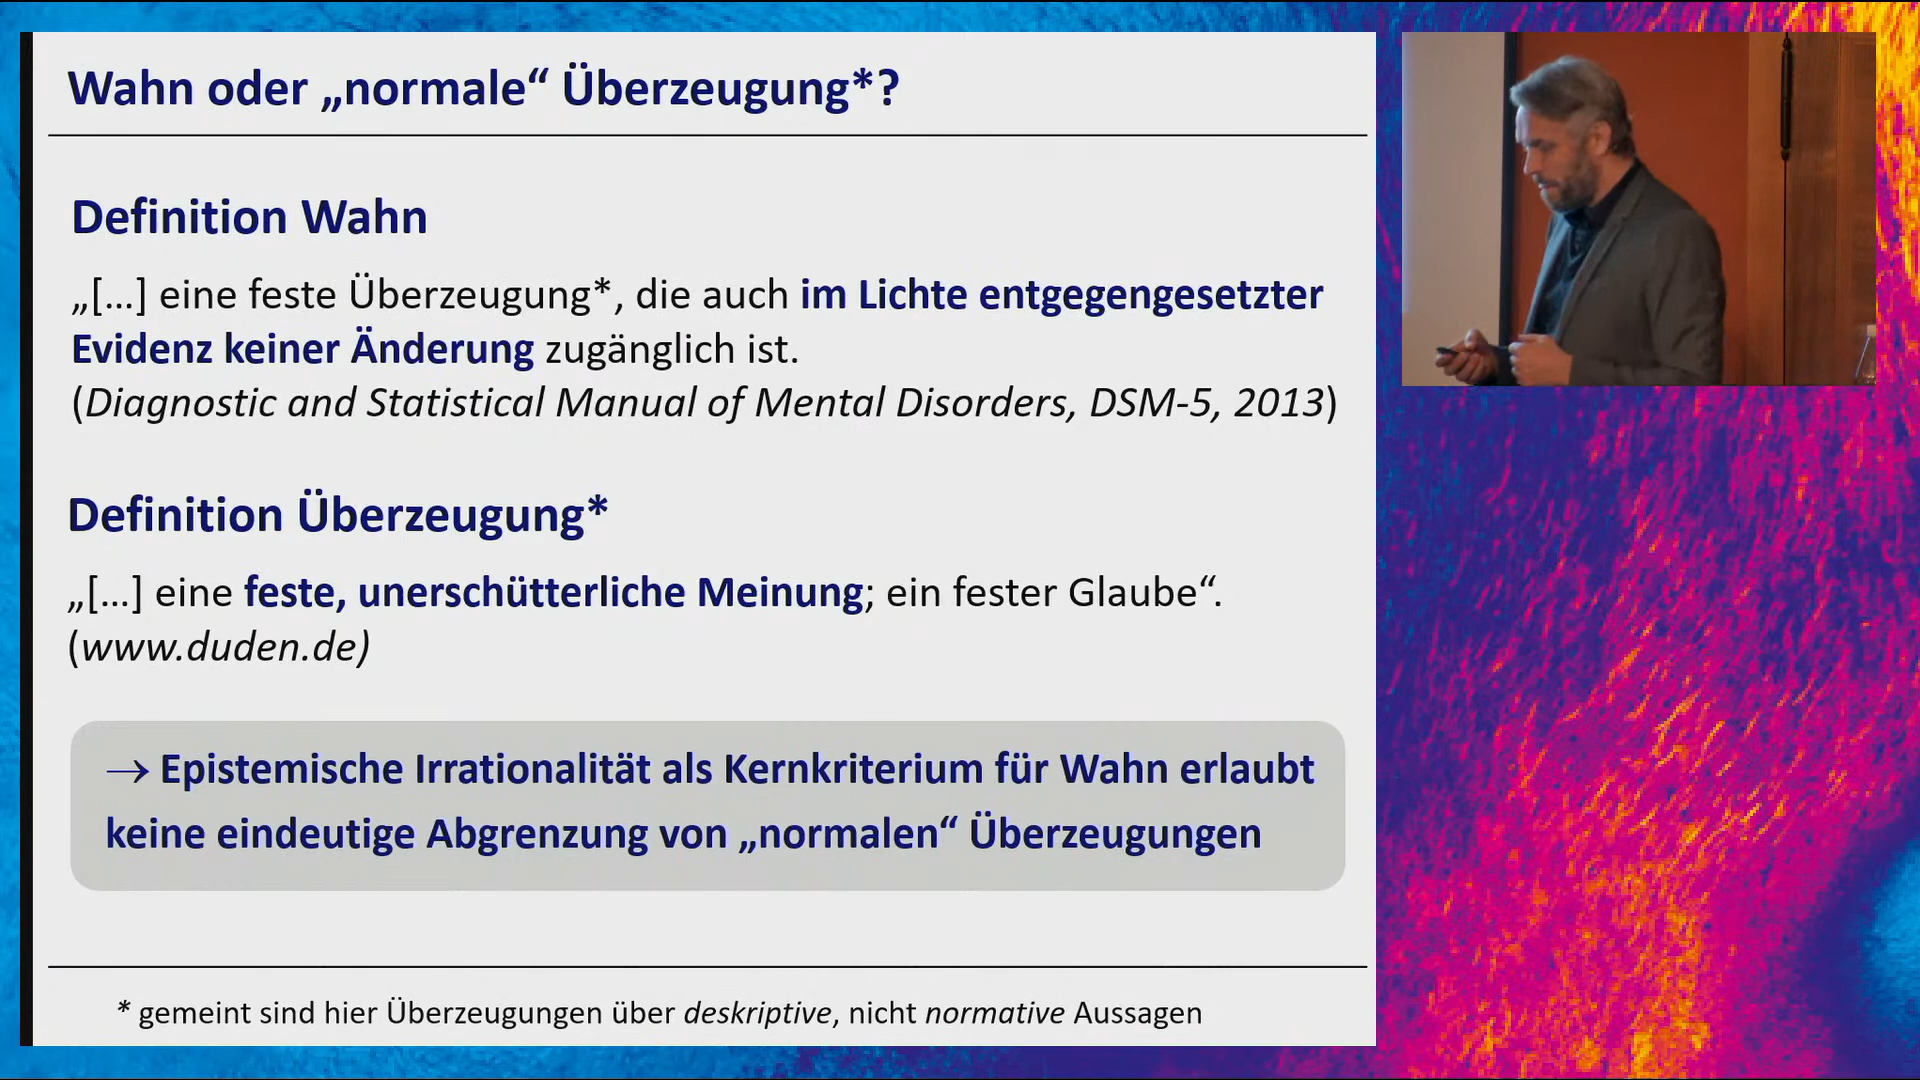 Wahn oder „normale“ Überzeugung*?
Definition Wahn
„[...] eine feste Überzeugung*, die auch im Lichte entgegengesetzter
Evidenz keiner Änderung zugänglich ist.
(Diagnostic and Statistical Manual of Mental Disorders, DSM-5, 2013)
Definition Überzeugung*
„[...] eine feste, unerschütterliche Meinung; ein fester Glaube“.
(www.duden.de)
→ Epistemische Irrationalität als Kernkriterium für Wahn erlaubt
keine eindeutige Abgrenzung von „normalen“ Überzeugungen
* gemeint sind hier Überzeugungen über deskriptive, nicht normative Aussagen